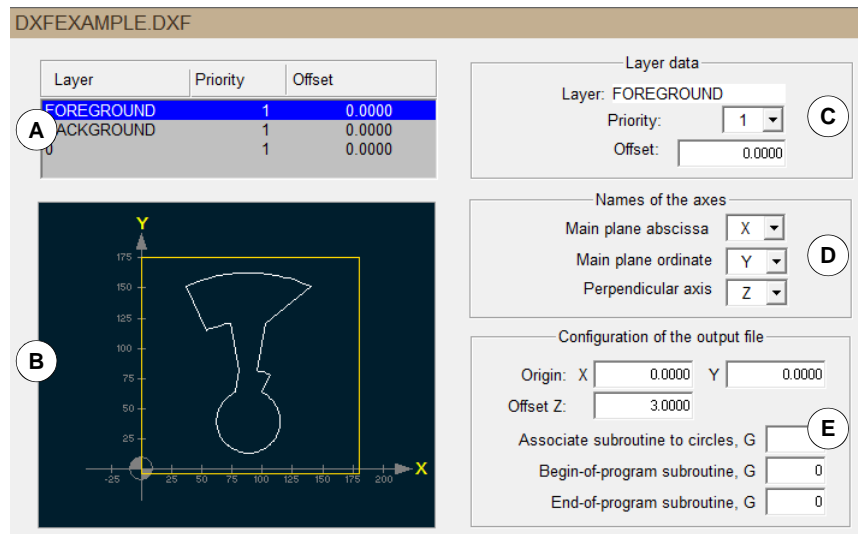 DXFEXAMPLE.DXF
Layer Priority Offset
FOREGROUND 1 0.0000
ACKGROUND 1 0.0000
0 1 0.0000
A
Layer data
Layer: FOREGROUND
Priority: 1
Offset: 0.0000
C
Names of the axes
Main plane abscissa X
Main plane ordinate Y
Perpendicular axis Z
D
Y
175
150
125
100
75
50
25
-25 25 50 75 100 125 150 175 200 X
B
Configuration of the output file
Origin: X 0.0000 Y 0.0000
Offset Z: 3.0000
Associate subroutine to circles, G
E
Begin-of-program subroutine, G 0
End-of-program subroutine, G 0